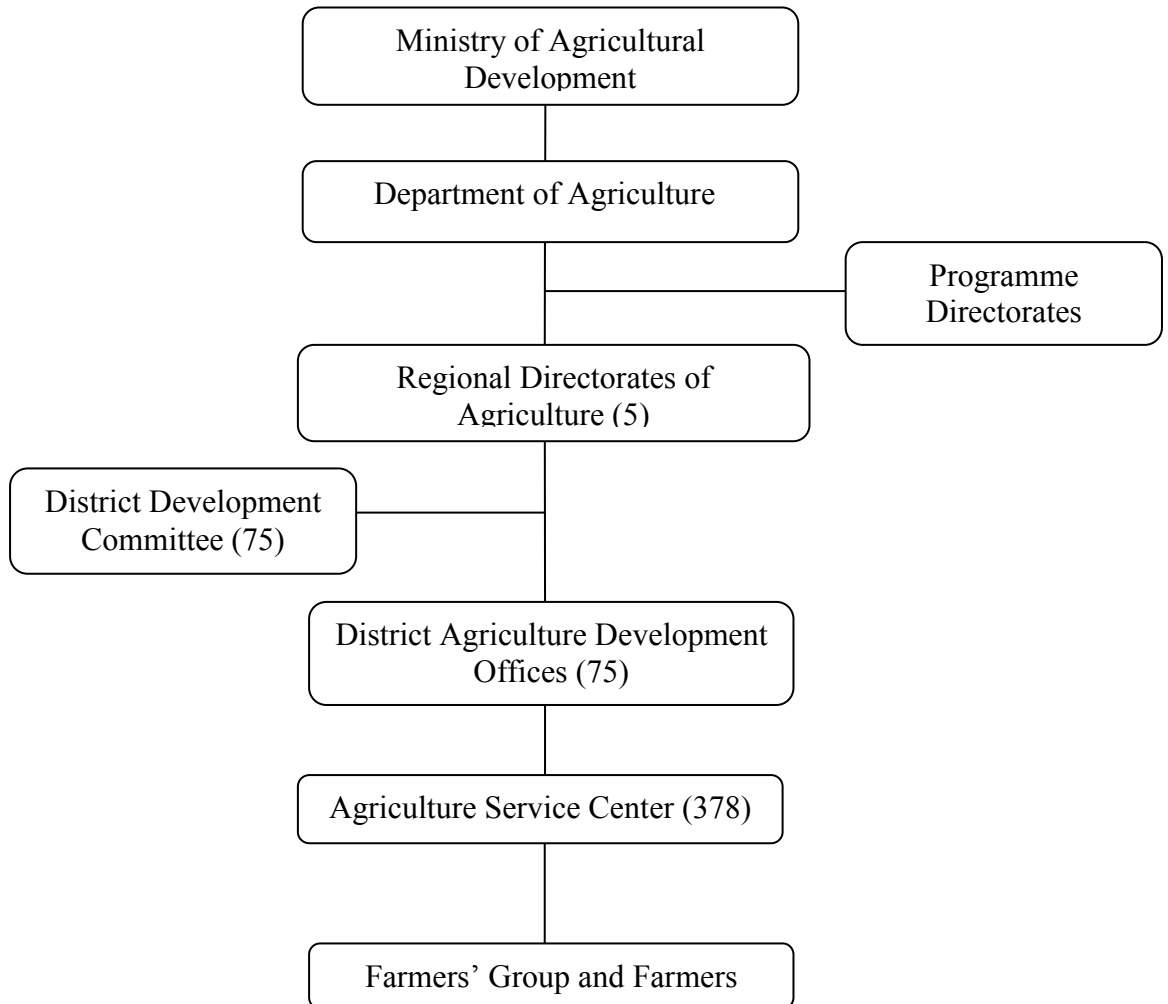 Ministry of Agricultural
Development
Department of Agriculture
Programme
Directorates
Regional Directorates of
Agriculture (5)
District Development
Committee (75)
District Agriculture Development
Offices (75)
Agriculture Service Center (378)
Farmers’ Group and Farmers